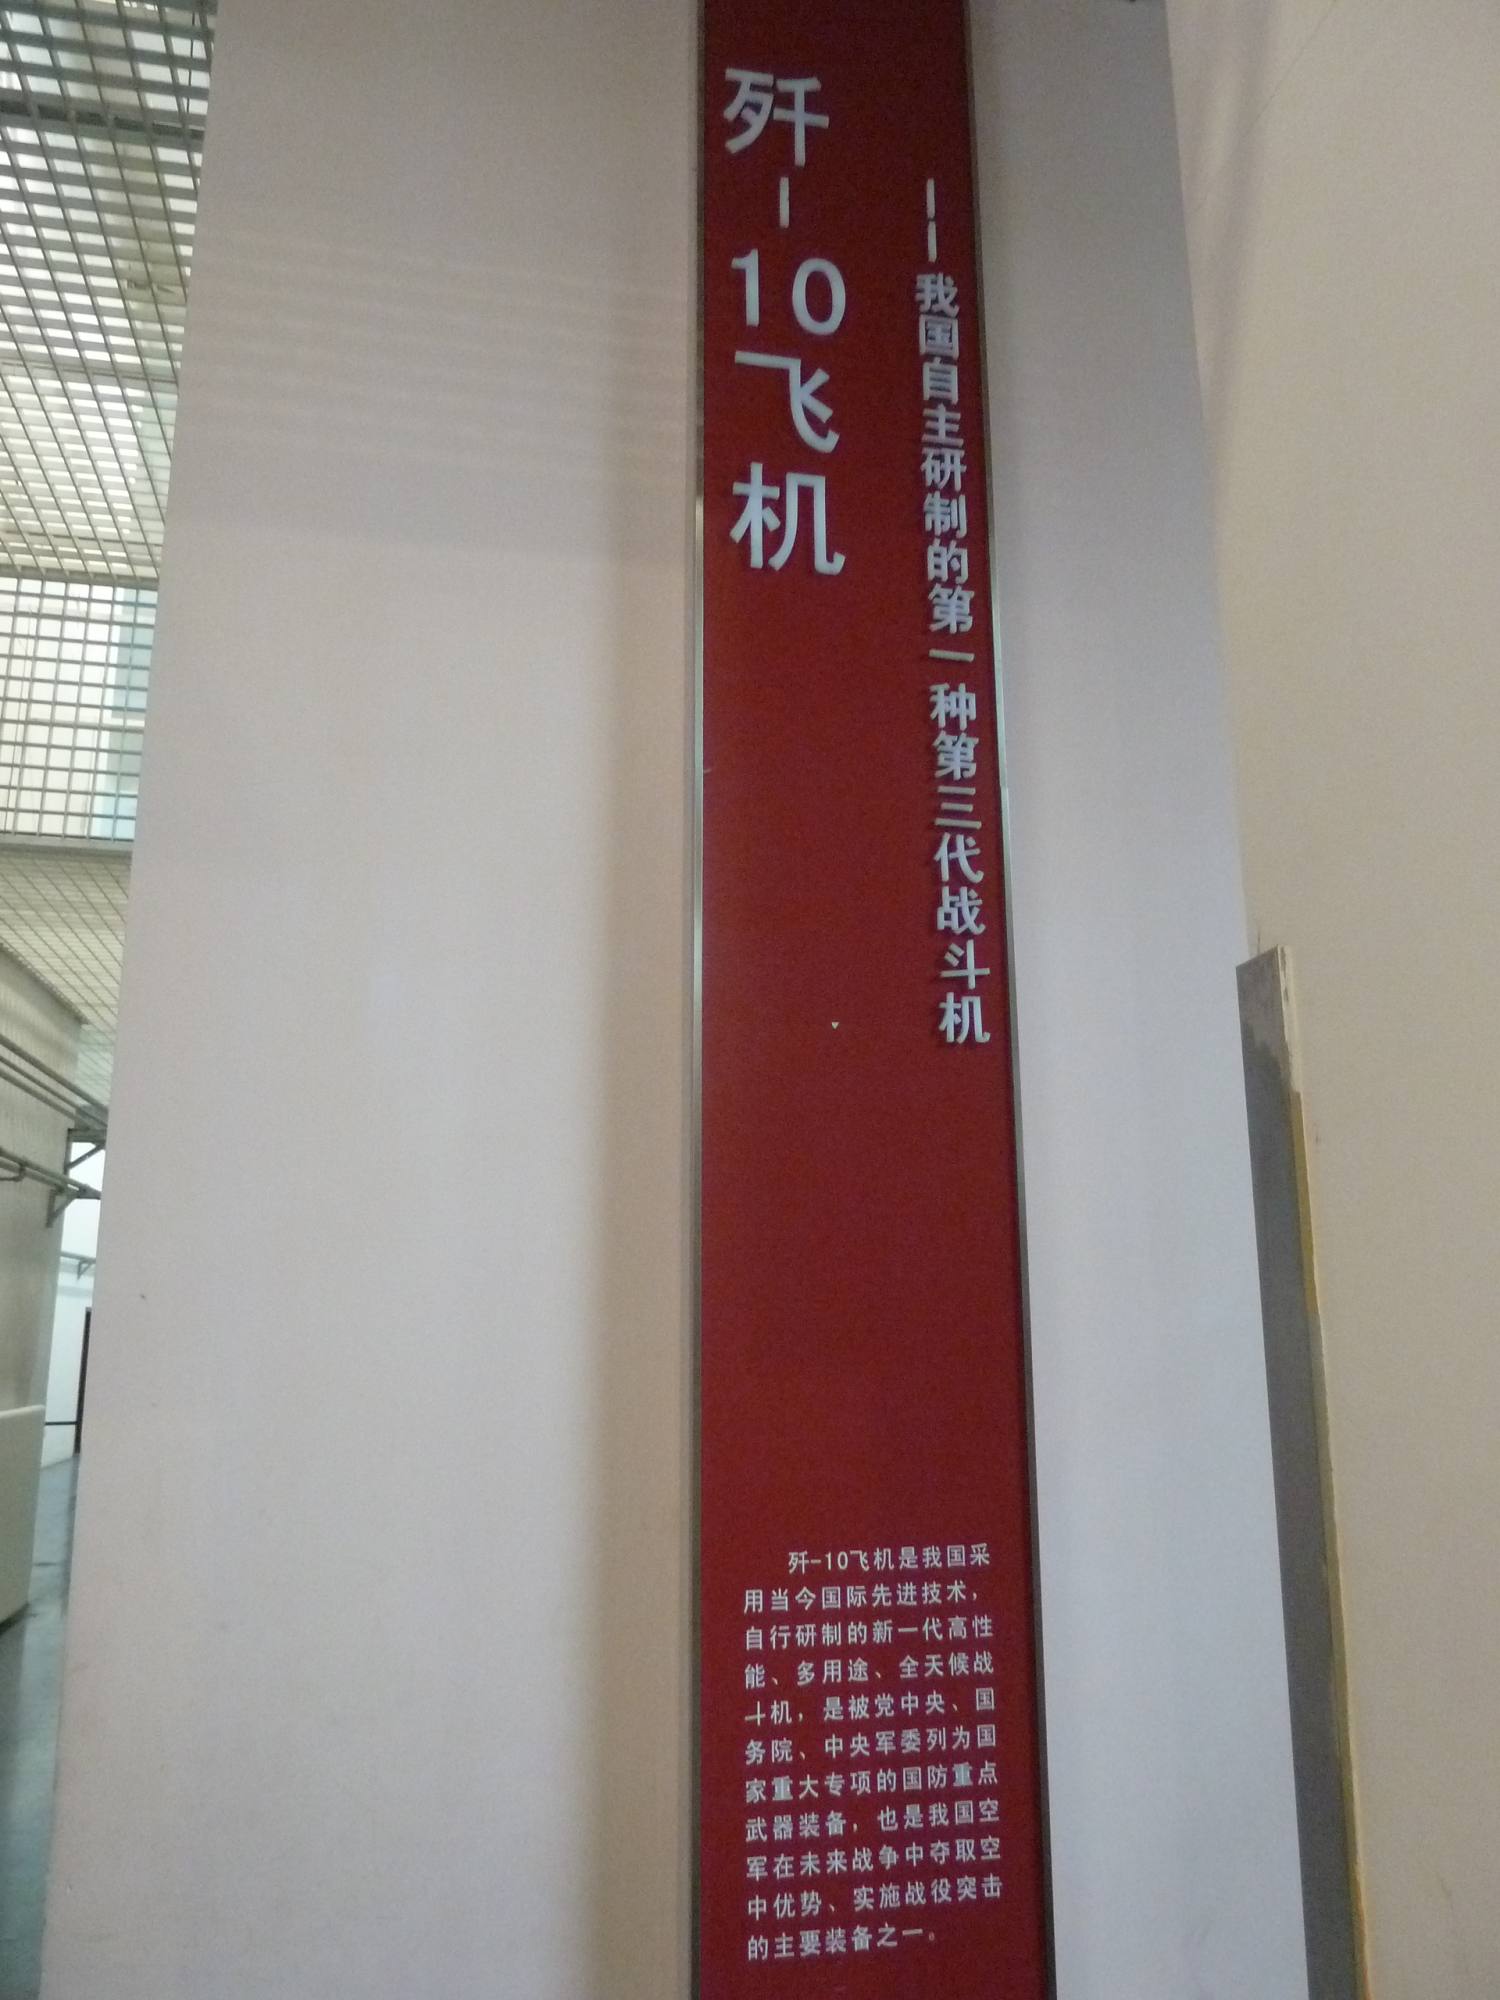 歼-10飞机
——我国自主研制的第一种第三代战斗机
歼-10飞机是我国采
用当今国际先进技术，
自行研制的新一代高性
能、多用途、全天候战
斗机，是被党中央、国
务院、中央军委列为国
家重大专项的国防重点
武器装备，也是我国空
军在未来战争中夺取空
中优势、实施战役突击
的主要装备之一。